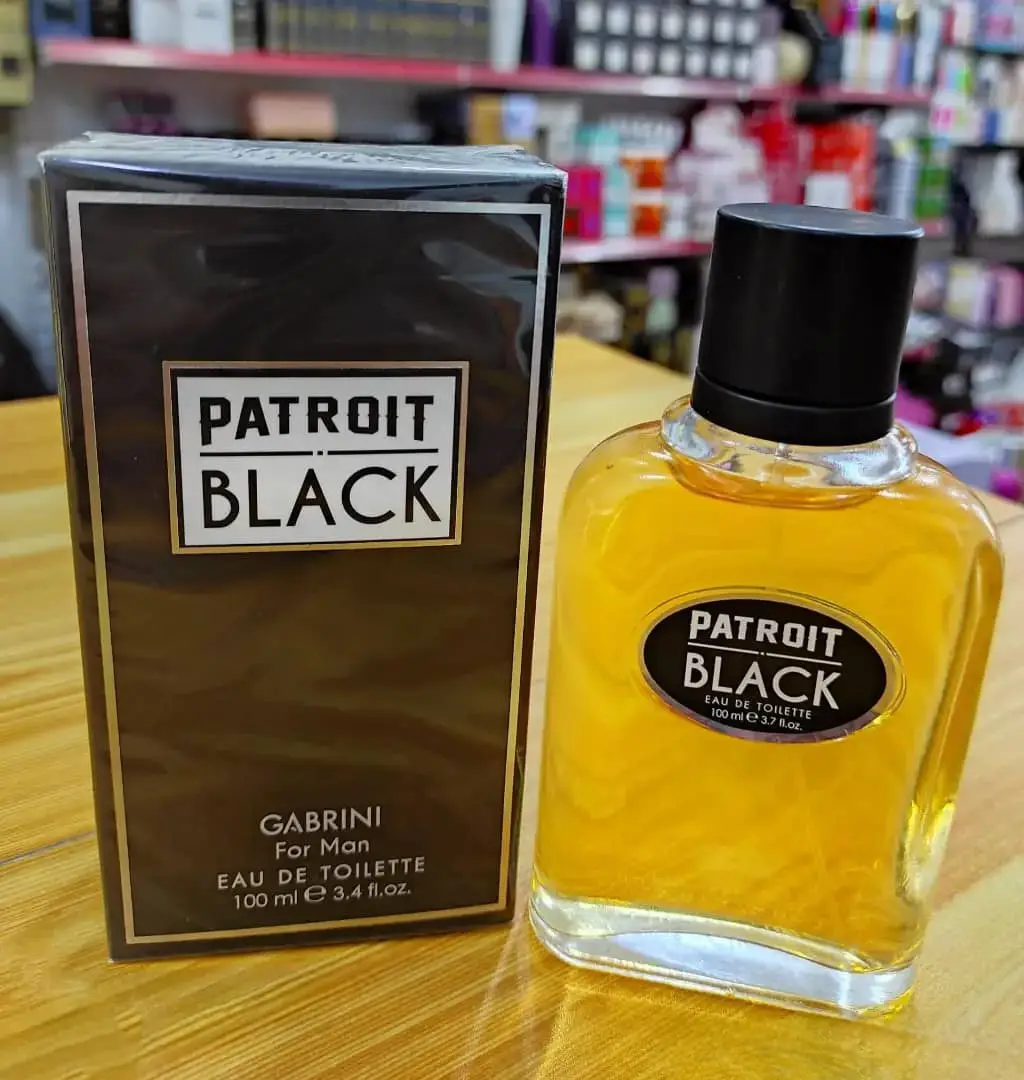 PATROIT
BLACK
GABRINI
For Man
EAU DE TOILETTE
100 ml ℮ 3.4 fl.oz.
PATROIT
BLACK
EAU DE TOILETTE
100 ml ℮ 3.7 fl.oz.